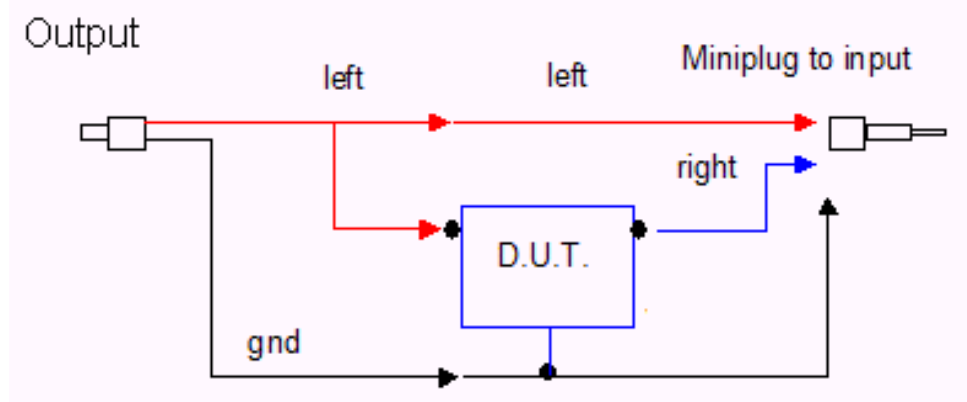 Output
left
left
Miniplug to input
right
D.U.T.
gnd